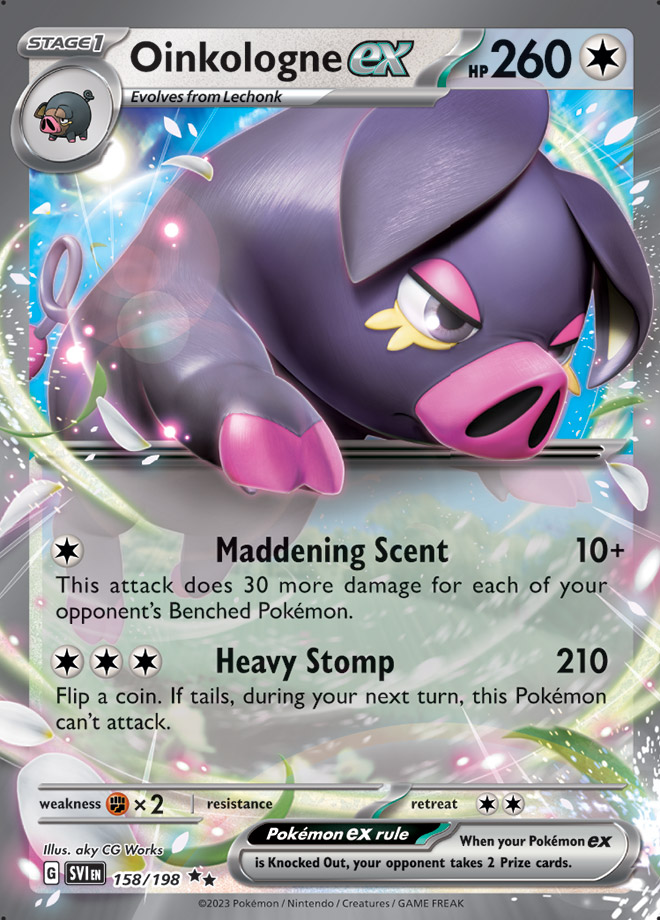 STAGE1
Oinkologne ex HP 260
Evolves from Lechonk
Maddening Scent 10+
This attack does 30 more damage for each of your
opponent's Benched Pokémon.
Heavy Stomp 210
Flip a coin. If tails, during your next turn, this Pokémon
can't attack.
weakness ×2 resistance retreat
Pokémon ex rule
When your Pokémon ex
is Knocked Out, your opponent takes 2 Prize cards.
Illus. aky CG Works
G SVI EN 158/198
©2023 Pokémon / Nintendo / Creatures / GAME FREAK